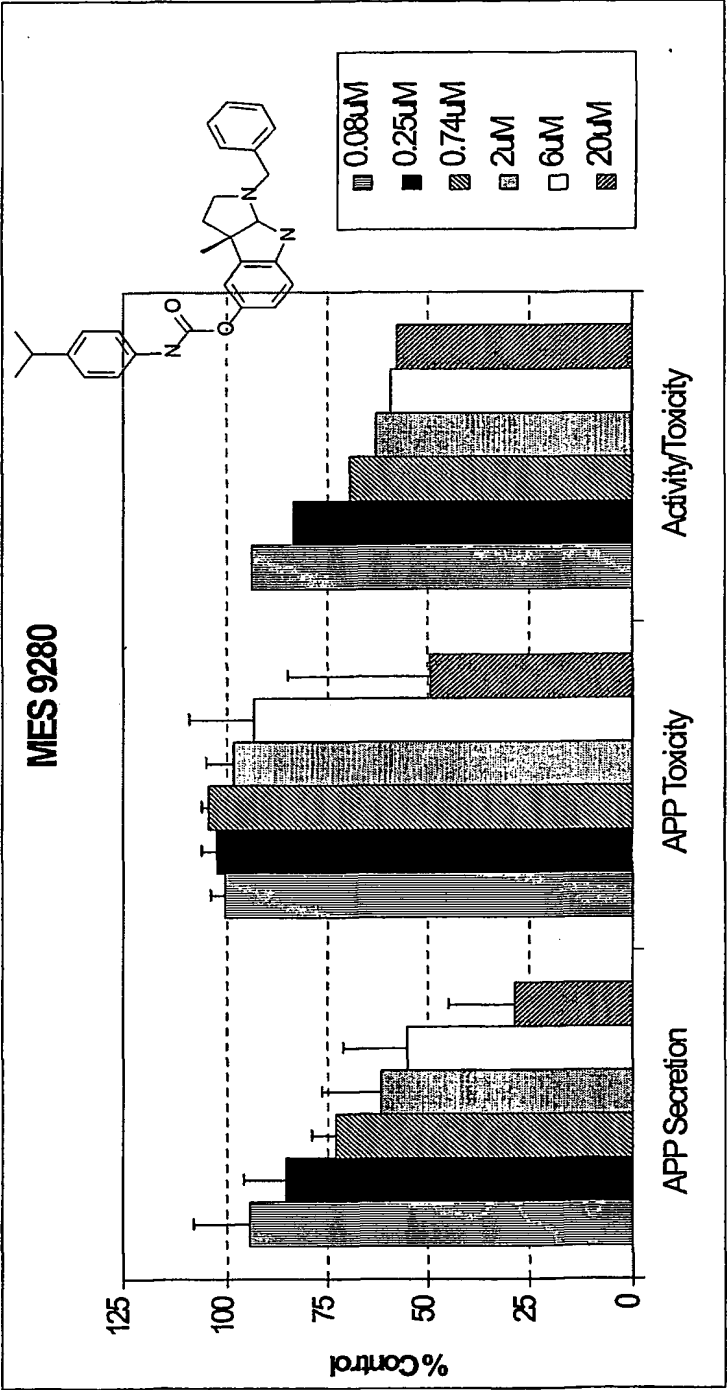 MES 9280
% Control
125
100
75
50
25
0
APP Secretion
APP Toxicity
Activity/Toxicity
N
O
O
N
N
0.08uM
0.25uM
0.74uM
2uM
6uM
20uM